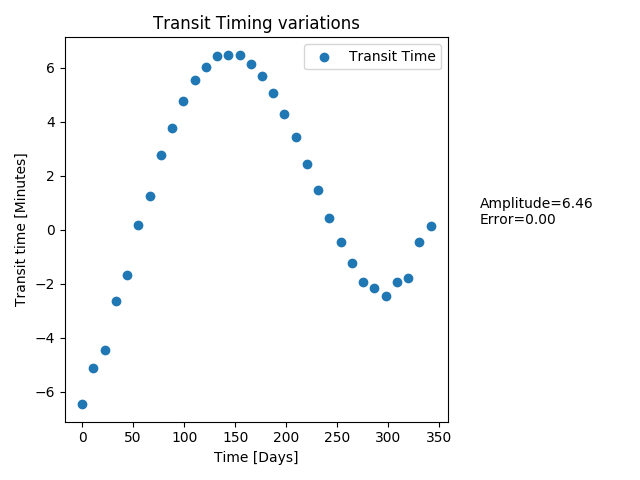 Transit Timing variations
Transit Time
6
4
2
0
−2
−4
−6
Transit time [Minutes]
0 50 100 150 200 250 300 350
Time [Days]
Amplitude=6.46
Error=0.00